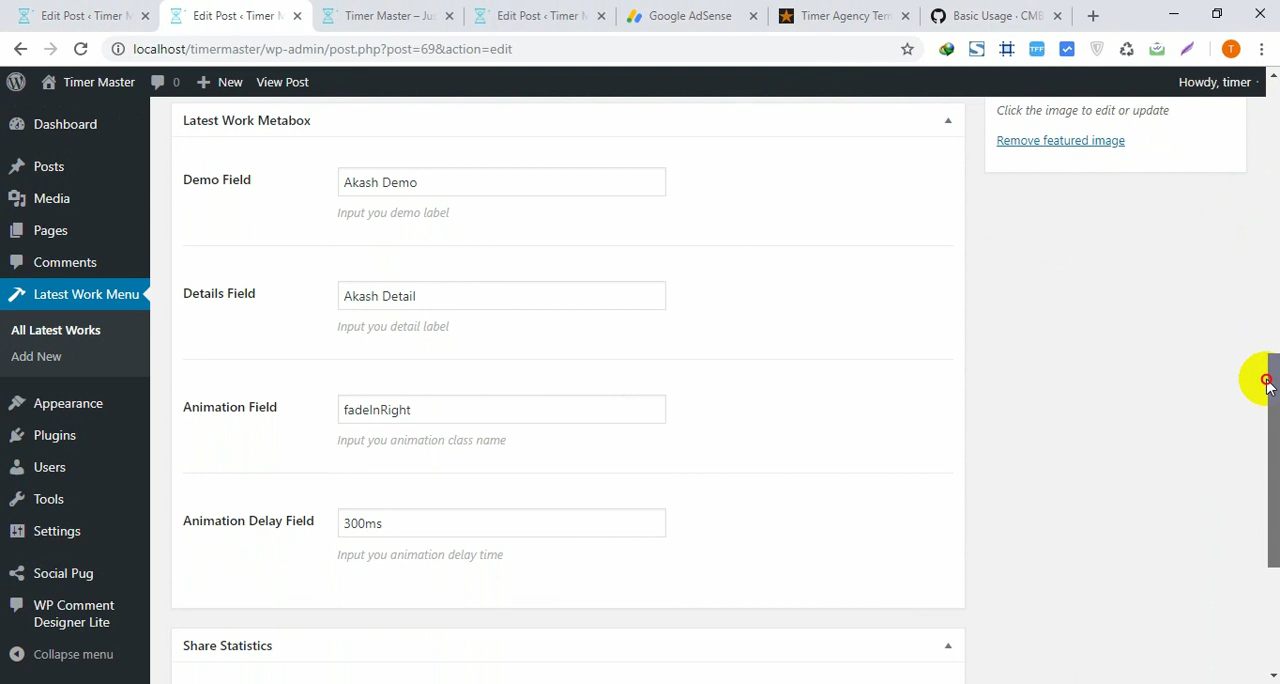 Edit Post ‹ Timer M
Edit Post ‹ Timer M
Timer Master – Jus
Edit Post ‹ Timer M
Google AdSense
Timer Agency Tem
Basic Usage · CMB
localhost/timermaster/wp-admin/post.php?post=69&action=edit
TFF
T
Timer Master
0
New
View Post
Howdy, timer
Dashboard
Posts
Media
Pages
Comments
Latest Work Menu
All Latest Works
Add New
Appearance
Plugins
Users
Tools
Settings
Social Pug
WP Comment
Designer Lite
Collapse menu
Latest Work Metabox
Demo Field
Akash Demo
Input you demo label
Details Field
Akash Detail
Input you detail label
Animation Field
fadeInRight
Input you animation class name
Animation Delay Field
300ms
Input you animation delay time
Share Statistics
Click the image to edit or update
Remove featured image